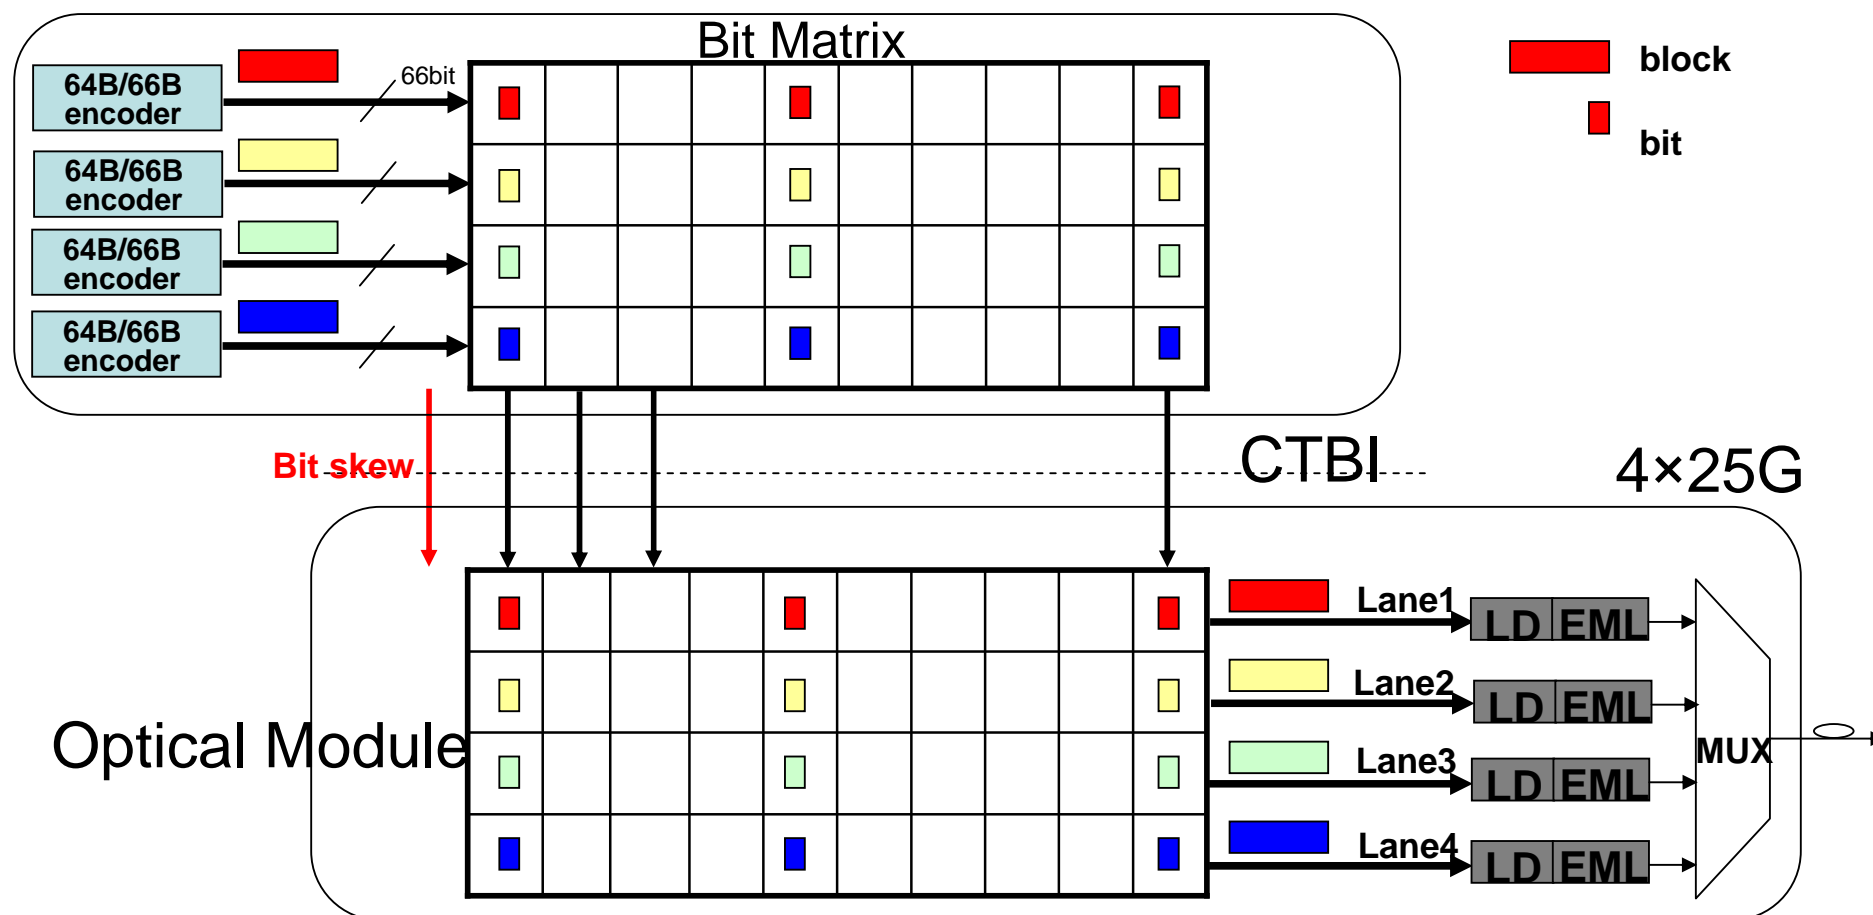 Bit Matrix
64B/66B
encoder
66bit
64B/66B
encoder
64B/66B
encoder
64B/66B
encoder
block
bit
Bit skew
CTBI
4×25G
Optical Module
Lane1
LD EML
Lane2
LD EML
Lane3
LD EML
Lane4
LD EML
MUX